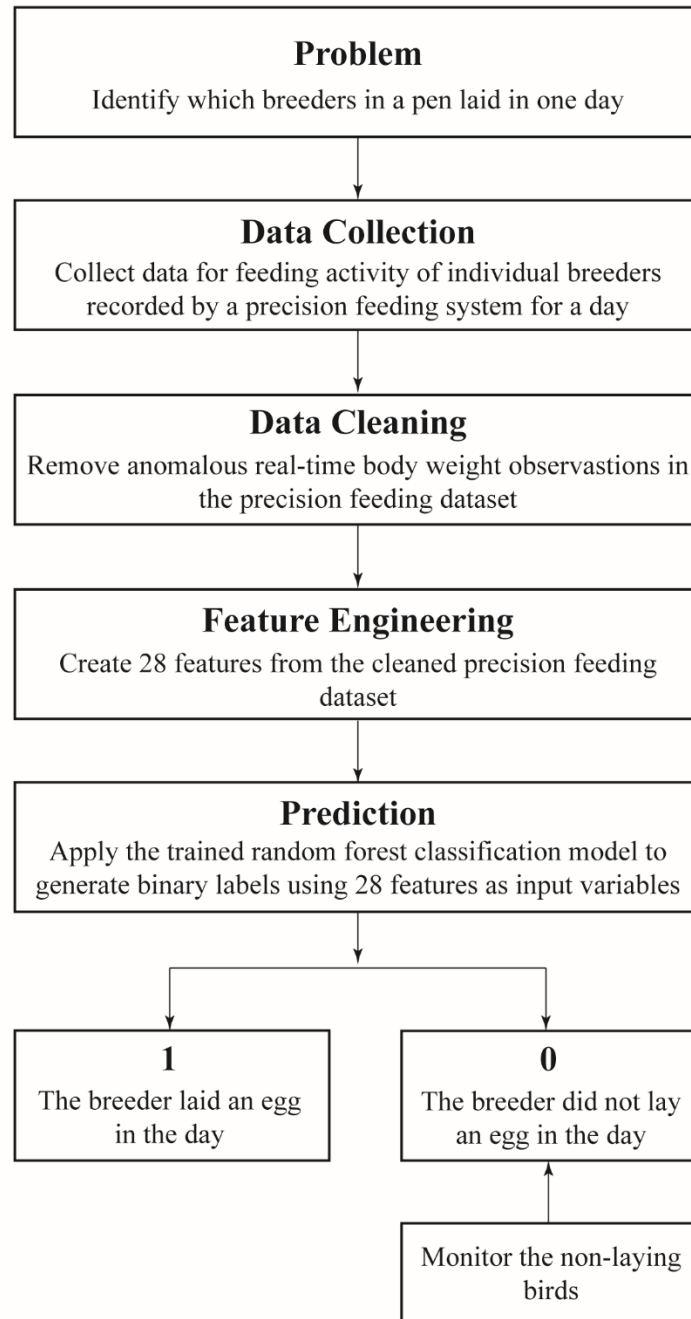 Problem
Identify which breeders in a pen laid in one day
Data Collection
Collect data for feeding activity of individual breeders
recorded by a precision feeding system for a day
Data Cleaning
Remove anomalous real-time body weight observastions in
the precision feeding dataset
Feature Engineering
Create 28 features from the cleaned precision feeding
dataset
Prediction
Apply the trained random forest classification model to
generate binary labels using 28 features as input variables
1
The breeder laid an egg
in the day
0
The breeder did not lay
an egg in the day
Monitor the non-laying
birds